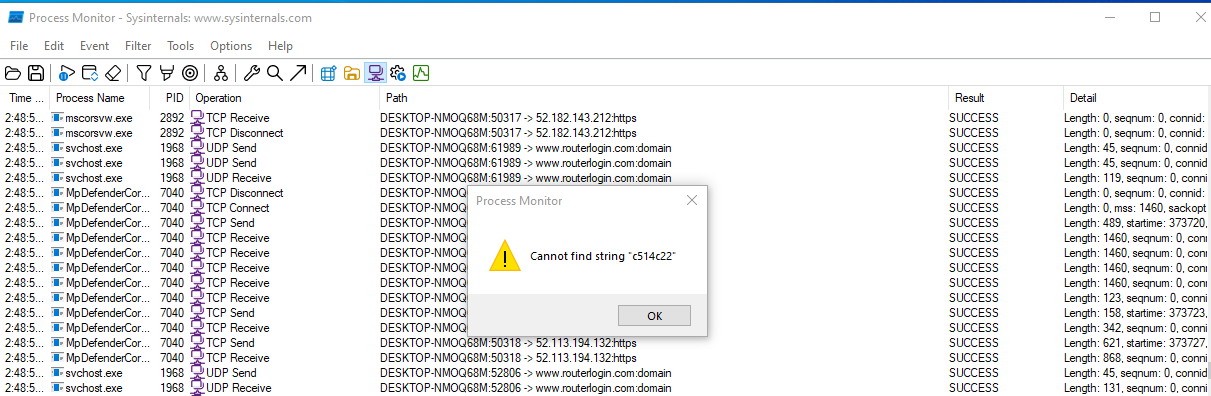 Process Monitor - Sysinternals: www.sysinternals.com
File Edit Event Filter Tools Options Help
Time ... Process Name PID Operation Path Result Detail
2:48:5... mscorsvw.exe 2892 TCP Receive DESKTOP-NMOQ68M:50317 -> 52.182.143.212:https SUCCESS Length: 0, seqnum: 0, connid:
2:48:5... mscorsvw.exe 2892 TCP Disconnect DESKTOP-NMOQ68M:50317 -> 52.182.143.212:https SUCCESS Length: 0, seqnum: 0, connid:
2:48:5... svchost.exe 1968 UDP Send DESKTOP-NMOQ68M:61989 -> www.routerlogin.com:domain SUCCESS Length: 45, seqnum: 0, connid
2:48:5... svchost.exe 1968 UDP Send DESKTOP-NMOQ68M:61989 -> www.routerlogin.com:domain SUCCESS Length: 45, seqnum: 0, connid
2:48:5... svchost.exe 1968 UDP Receive DESKTOP-NMOQ68M:61989 -> www.routerlogin.com:domain SUCCESS Length: 119, seqnum: 0, conni
2:48:5... MpDefenderCor... 7040 TCP Disconnect DESKTOP-NMOQ SUCCESS Length: 0, seqnum: 0, connid:
2:48:5... MpDefenderCor... 7040 TCP Connect DESKTOP-NMOQ SUCCESS Length: 0, mss: 1460, sackopt
2:48:5... MpDefenderCor... 7040 TCP Send DESKTOP-NMOQ SUCCESS Length: 489, startime: 373720,
2:48:5... MpDefenderCor... 7040 TCP Receive DESKTOP-NMOQ SUCCESS Length: 1460, seqnum: 0, conn
2:48:5... MpDefenderCor... 7040 TCP Receive DESKTOP-NMOQ SUCCESS Length: 1460, seqnum: 0, conn
2:48:5... MpDefenderCor... 7040 TCP Receive DESKTOP-NMOQ SUCCESS Length: 1460, seqnum: 0, conn
2:48:5... MpDefenderCor... 7040 TCP Receive DESKTOP-NMOQ SUCCESS Length: 1460, seqnum: 0, conn
2:48:5... MpDefenderCor... 7040 TCP Receive DESKTOP-NMOQ SUCCESS Length: 123, seqnum: 0, conni
2:48:5... MpDefenderCor... 7040 TCP Send DESKTOP-NMOQ SUCCESS Length: 158, startime: 373723,
2:48:5... MpDefenderCor... 7040 TCP Receive DESKTOP-NMOQ SUCCESS Length: 342, seqnum: 0, conni
2:48:5... MpDefenderCor... 7040 TCP Send DESKTOP-NMOQ68M:50318 -> 52.113.194.132:https SUCCESS Length: 621, startime: 373727,
2:48:5... MpDefenderCor... 7040 TCP Receive DESKTOP-NMOQ68M:50318 -> 52.113.194.132:https SUCCESS Length: 868, seqnum: 0, conni
2:48:5... svchost.exe 1968 UDP Send DESKTOP-NMOQ68M:52806 -> www.routerlogin.com:domain SUCCESS Length: 45, seqnum: 0, connid
2:48:5... svchost.exe 1968 UDP Receive DESKTOP-NMOQ68M:52806 -> www.routerlogin.com:domain SUCCESS Length: 131, seqnum: 0, conni
Process Monitor
Cannot find string "c514c22"
OK